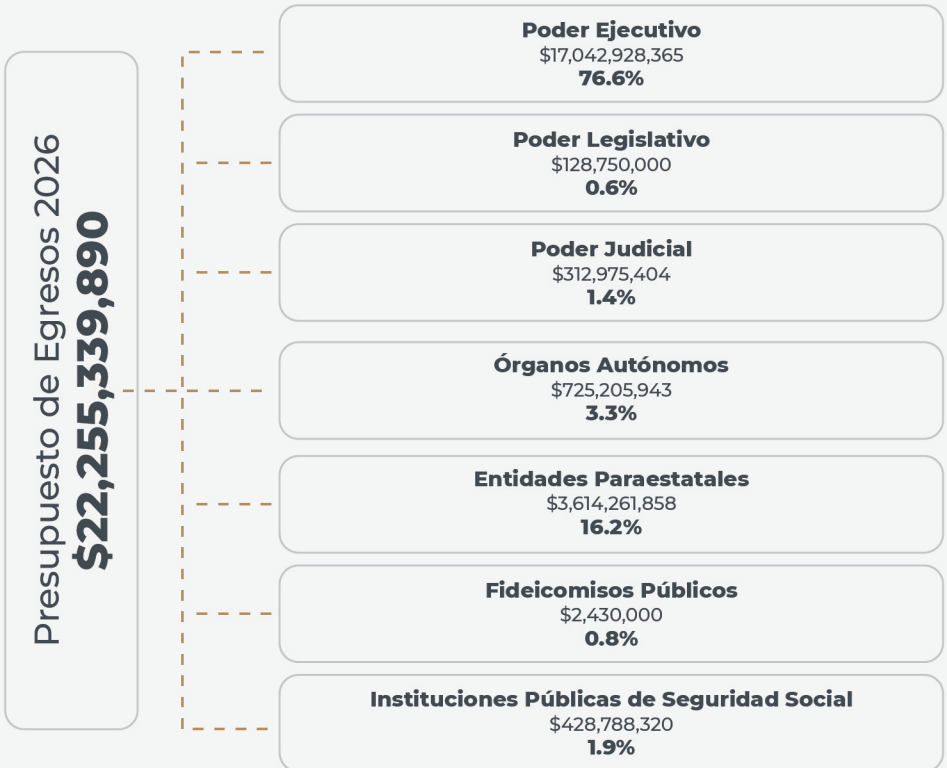 Presupuesto de Egresos 2026
$22,255,339,890
Poder Ejecutivo
$17,042,928,365
76.6%
Poder Legislativo
$128,750,000
0.6%
Poder Judicial
$312,975,404
1.4%
Órganos Autónomos
$725,205,943
3.3%
Entidades Paraestatales
$3,614,261,858
16.2%
Fideicomisos Públicos
$2,430,000
0.8%
Instituciones Públicas de Seguridad Social
$428,788,320
1.9%